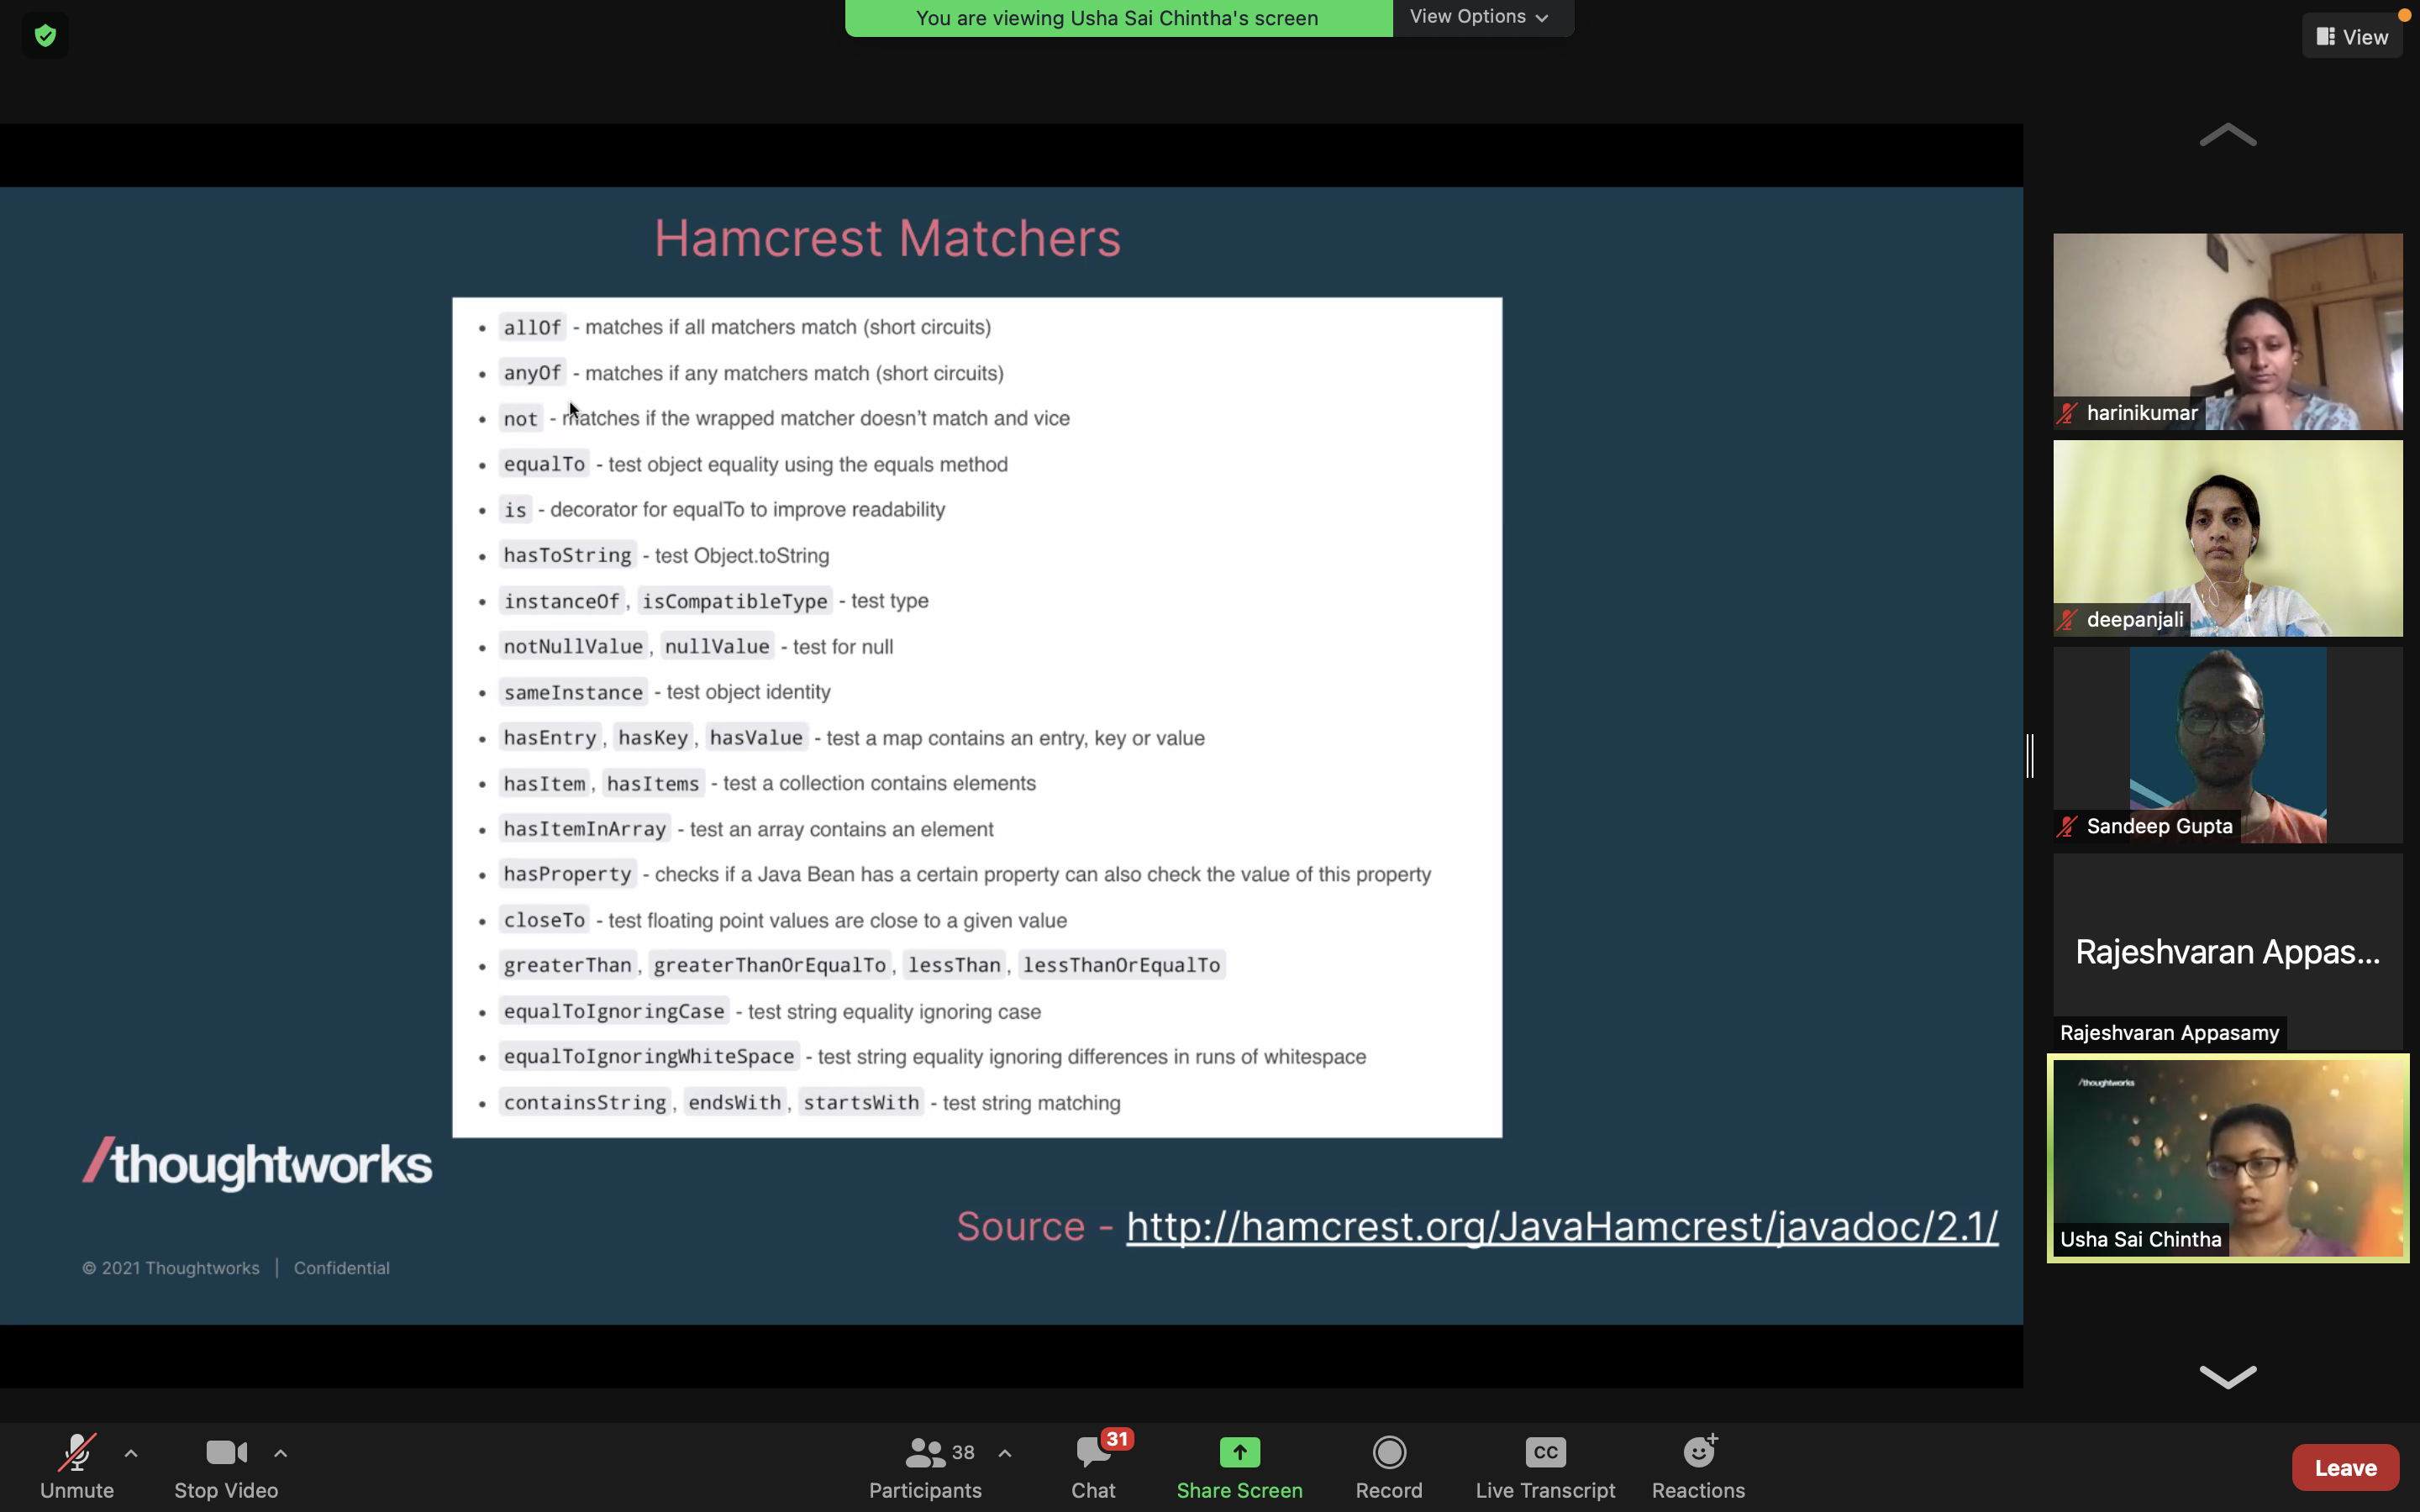 You are viewing Usha Sai Chintha's screen View Options
View
Hamcrest Matchers
• allOf - matches if all matchers match (short circuits)
• anyOf - matches if any matchers match (short circuits)
• not - matches if the wrapped matcher doesn't match and vice
• equalTo - test object equality using the equals method
• is - decorator for equalTo to improve readability
• hasToString - test Object.toString
• instanceOf, isCompatibleType - test type
• notNullValue, nullValue - test for null
• sameInstance - test object identity
• hasEntry, hasKey, hasValue - test a map contains an entry, key or value
• hasItem, hasItems - test a collection contains elements
• hasItemInArray - test an array contains an element
• hasProperty - checks if a Java Bean has a certain property can also check the value of this property
• closeTo - test floating point values are close to a given value
• greaterThan, greaterThanOrEqualTo, lessThan, lessThanOrEqualTo
• equalToIgnoringCase - test string equality ignoring case
• equalToIgnoringWhiteSpace - test string equality ignoring differences in runs of whitespace
• containsString, endsWith, startsWith - test string matching
/thoughtworks
Source - http://hamcrest.org/JavaHamcrest/javadoc/2.1/
© 2021 Thoughtworks | Confidential
harinikumar
deepanjali
Sandeep Gupta
Rajeshvaran Appas...
Rajeshvaran Appasamy
/thoughtworks
Usha Sai Chintha
Unmute
Stop Video
38
Participants
31
Chat
Share Screen
Record
CC
Live Transcript
Reactions
Leave